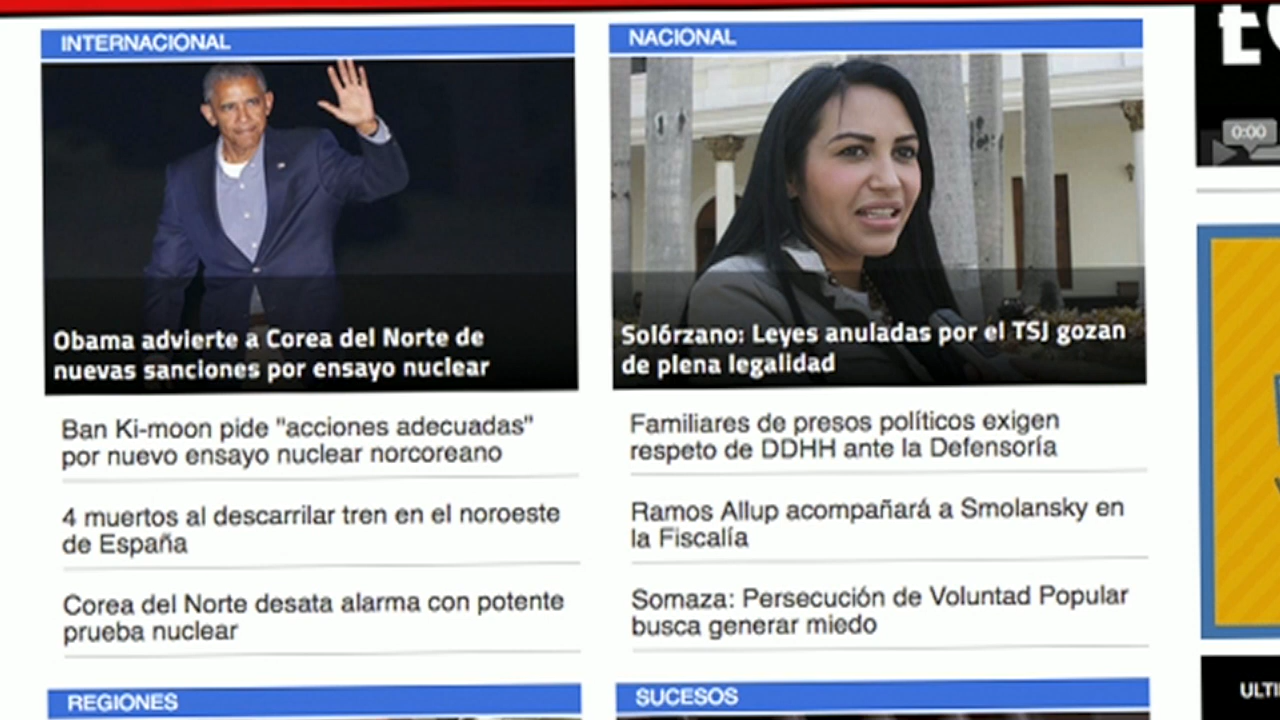 INTERNACIONAL
Obama advierte a Corea del Norte de
nuevas sanciones por ensayo nuclear
Ban Ki-moon pide "acciones adecuadas"
por nuevo ensayo nuclear norcoreano
4 muertos al descarrilar tren en el noroeste
de España
Corea del Norte desata alarma con potente
prueba nuclear
REGIONES
NACIONAL
Solórzano: Leyes anuladas por el TSJ gozan
de plena legalidad
Familiares de presos políticos exigen
respeto de DDHH ante la Defensoría
Ramos Allup acompañará a Smolansky en
la Fiscalía
Somaza: Persecución de Voluntad Popular
busca generar miedo
SUCESOS
0:00